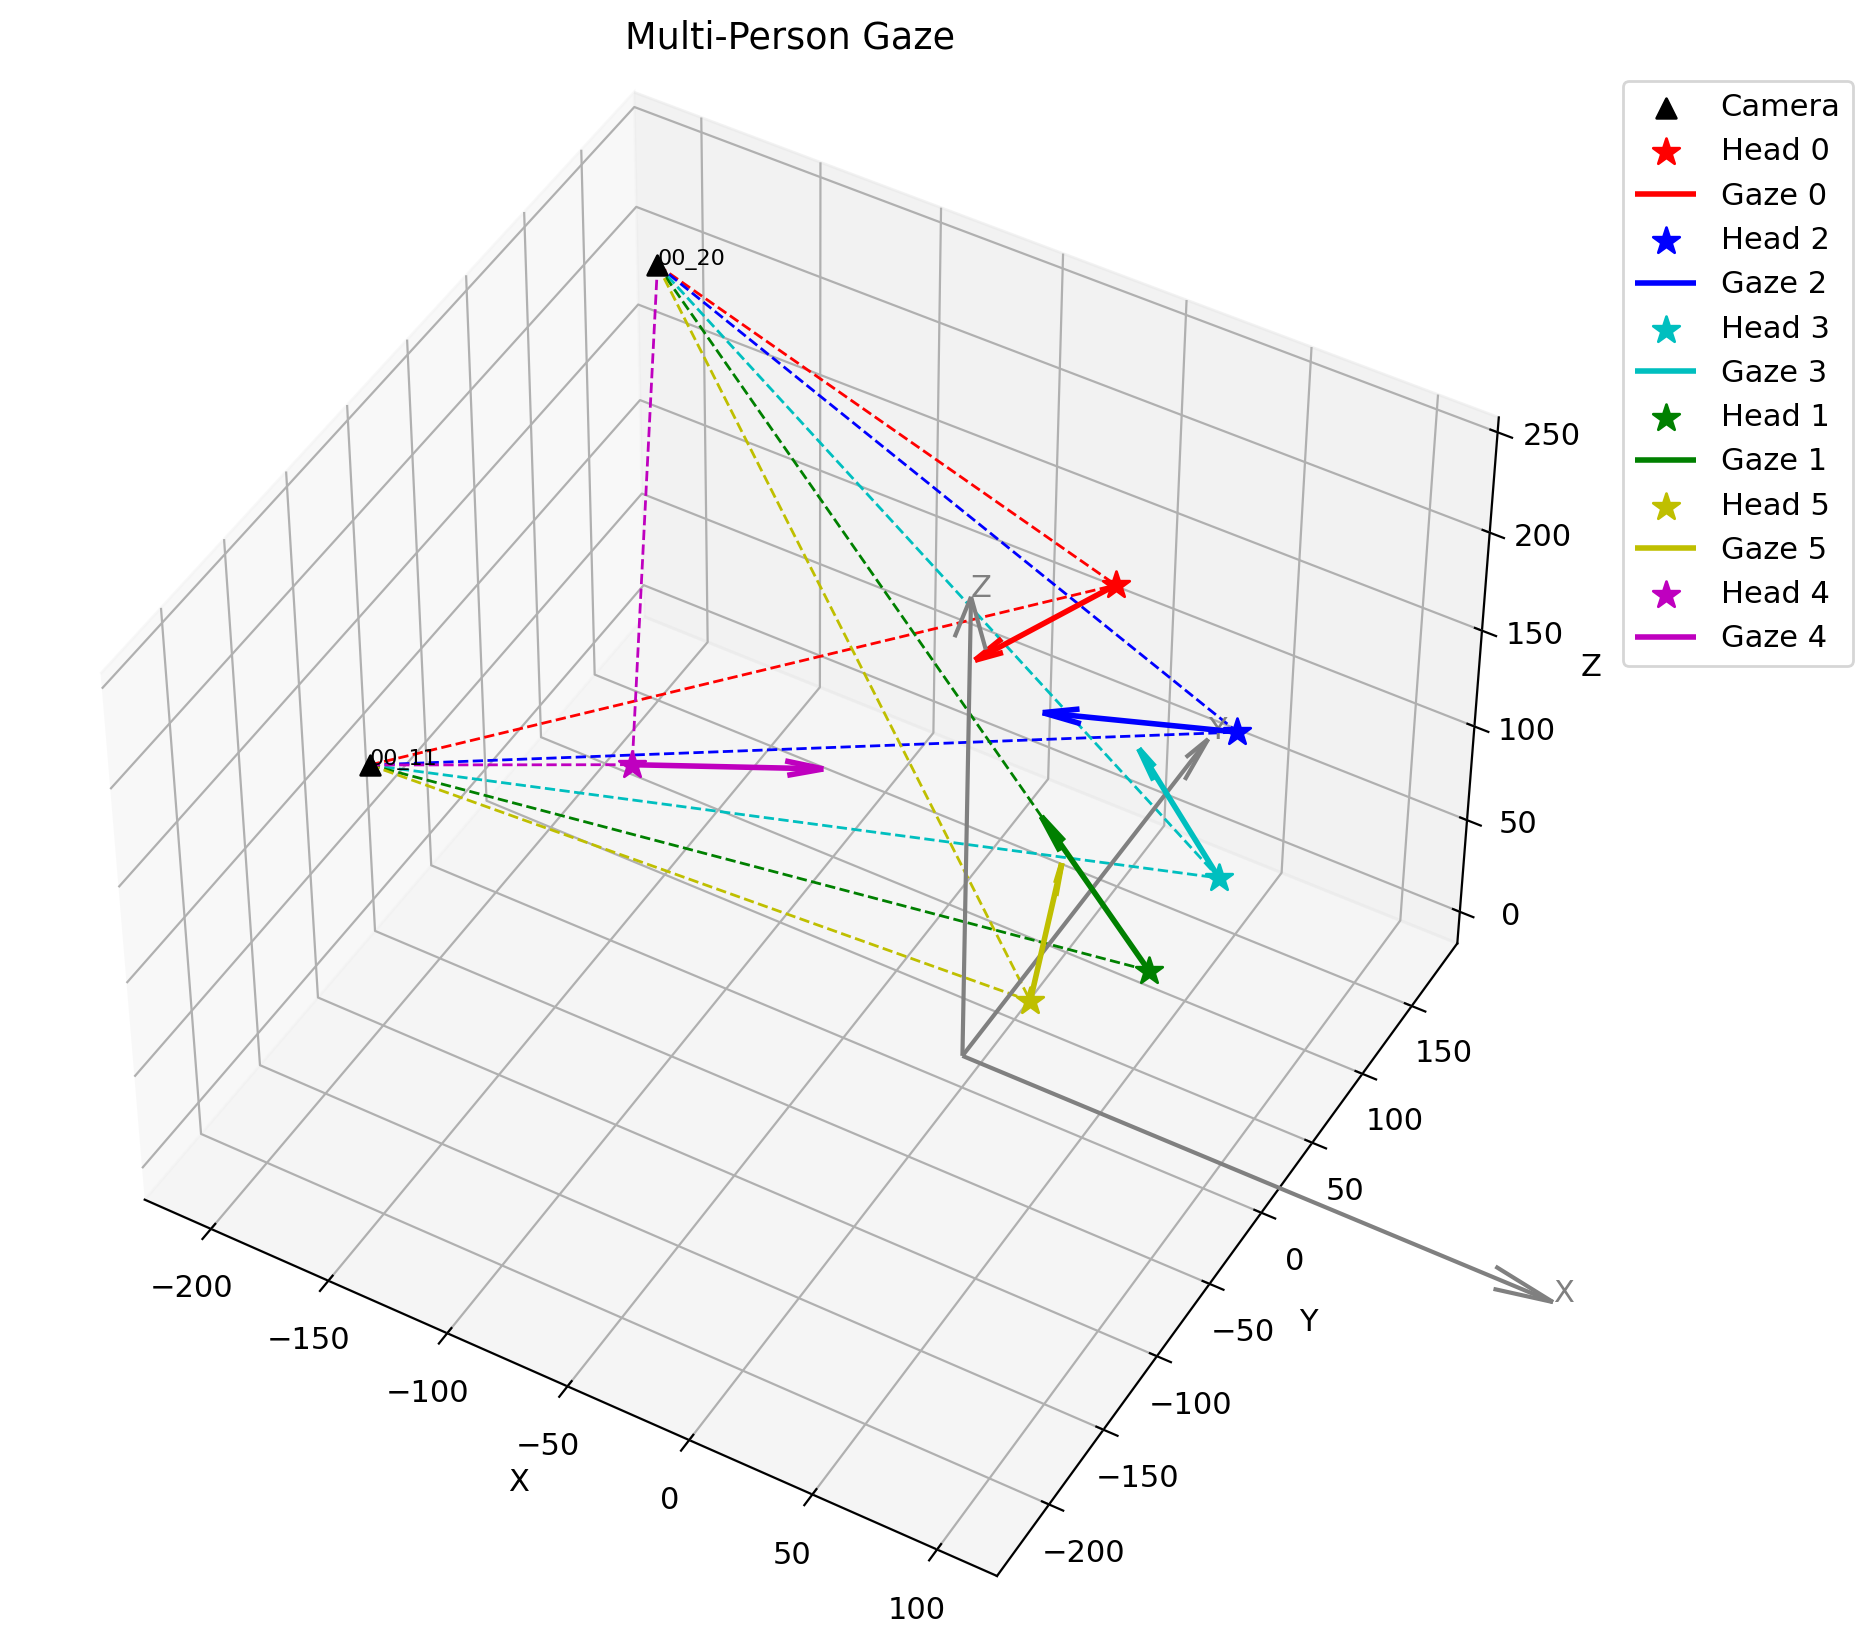 Multi-Person Gaze
Camera
Head 0
Gaze 0
Head 2
Gaze 2
Head 3
Gaze 3
Head 1
Gaze 1
Head 5
Gaze 5
Head 4
Gaze 4
00_20
00_11
Z
Y
X
250
200
150
100
50
0
Z
150
100
50
0
−50
−100
−150
−200
Y
−200
−150
−100
−50
0
50
100
X